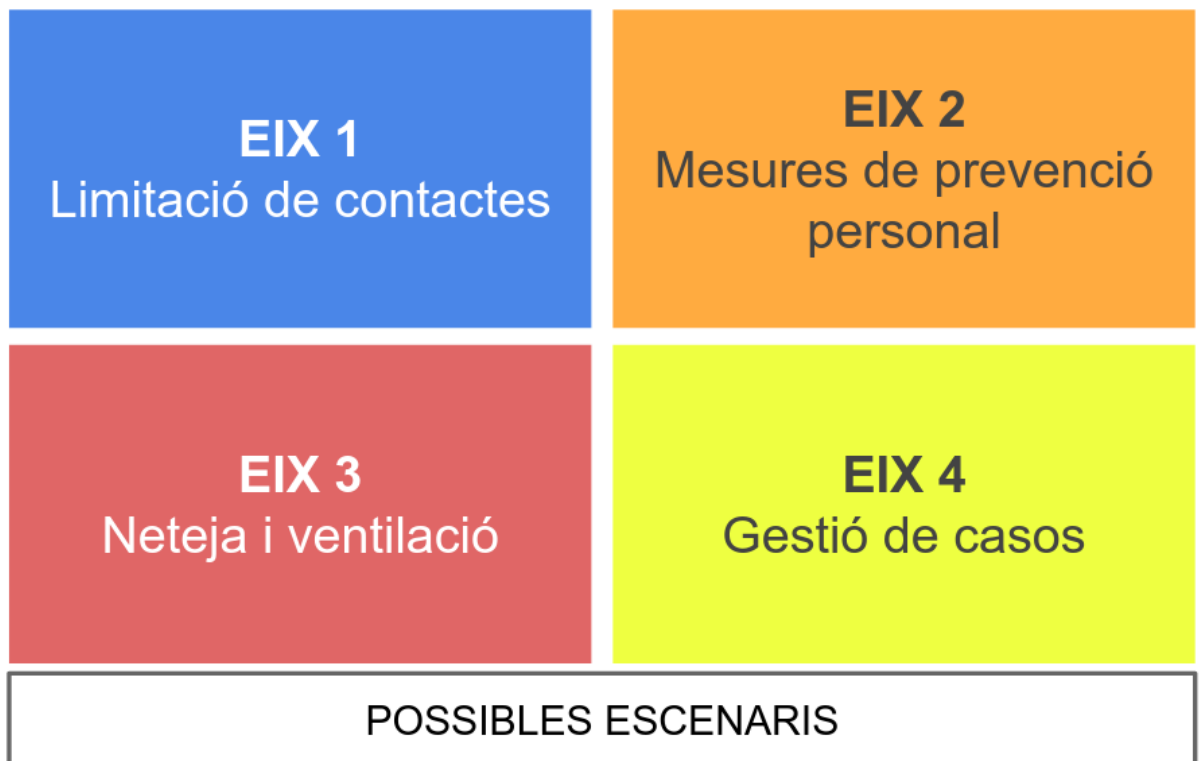 EIX 1
Limitació de contactes
EIX 2
Mesures de prevenció
personal
EIX 3
Neteja i ventilació
EIX 4
Gestió de casos
POSSIBLES ESCENARIS